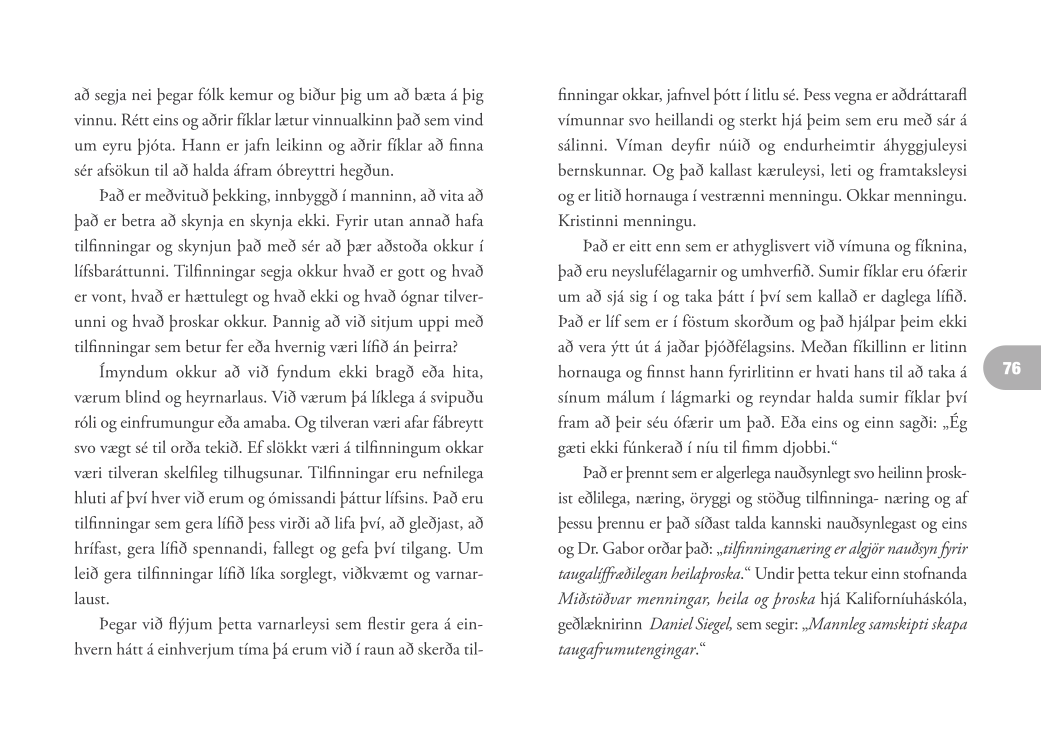 að segja nei þegar fólk kemur og biður þig um að bæta á þig
vinnu. Rétt eins og aðrir fíklar lætur vinnualkinn það sem vind
um eyru þjóta. Hann er jafn leikinn og aðrir fíklar að finna
sér afsökun til að halda áfram óbreyttri hegðun.
Það er meðvituð þekking, innbyggð í manninn, að vita að
það er betra að skynja en skynja ekki. Fyrir utan annað hafa
tilfinningar og skynjun það með sér að þær aðstoða okkur í
lífsbaráttunni. Tilfinningar segja okkur hvað er gott og hvað
er vont, hvað er hættulegt og hvað ekki og hvað ógnar tilver-
unni og hvað þroskar okkur. Þannig að við sitjum uppi með
tilfinningar sem betur fer eða hvernig væri lífið án þeirra?
Ímyndum okkur að við fyndum ekki bragð eða hita,
værum blind og heyrnarlaus. Við værum þá líklega á svipuðu
róli og einfrumungur eða amaba. Og tilveran væri afar fábreytt
svo vægt sé til orða tekið. Ef slökkt væri á tilfinningum okkar
væri tilveran skelfileg tilhugsunar. Tilfinningar eru nefnilega
hluti af því hver við erum og ómissandi þáttur lífsins. Það eru
tilfinningar sem gera lífið þess virði að lifa því, að gleðjast, að
hrífast, gera lífið spennandi, fallegt og gefa því tilgang. Um
leið gera tilfinningar lífið líka sorglegt, viðkvæmt og varnar-
laust.
Þegar við flýjum þetta varnarleysi sem flestir gera á ein-
hvern hátt á einhverjum tíma þá erum við í raun að skerða til-
finningar okkar, jafnvel þótt í litlu sé. Þess vegna er aðdráttarafl
vímunnar svo heillandi og sterkt hjá þeim sem eru með sár á
sálinni. Víman deyfir núið og endurheimtir áhyggjuleysi
bernskunnar. Og það kallast kæruleysi, leti og framtaksleysi
og er litið hornauga í vestrænni menningu. Okkar menningu.
Kristinni menningu.
Það er eitt enn sem er athyglisvert við vímuna og fíknina,
það eru neyslufélagarnir og umhverfið. Sumir fíklar eru ófærir
um að sjá sig í og taka þátt í því sem kallað er daglega lífið.
Það er líf sem er í föstum skorðum og það hjálpar þeim ekki
að vera ýtt út á jaðar þjóðfélagsins. Meðan fíkillinn er litinn
hornauga og finnst hann fyrirlitinn er hvati hans til að taka á
sínum málum í lágmarki og reyndar halda sumir fíklar því
fram að þeir séu ófærir um það. Eða eins og einn sagði: „Ég
gæti ekki fúnkerað í níu til fimm djobbi.“
Það er þrennt sem er algerlega nauðsynlegt svo heilinn þrosk-
ist eðlilega, næring, öryggi og stöðug tilfinninga- næring og af
þessu þrennu er það síðast talda kannski nauðsynlegast og eins
og Dr. Gabor orðar það: „tilfinninganæring er algjör nauðsyn fyrir
taugalíffræðilegan heilaþroska.“ Undir þetta tekur einn stofnanda
Miðstöðvar menningar, heila og þroska hjá Kaliforníuháskóla,
geðlæknirinn Daniel Siegel, sem segir: „Mannleg samskipti skapa
taugafrumutengingar.“
76